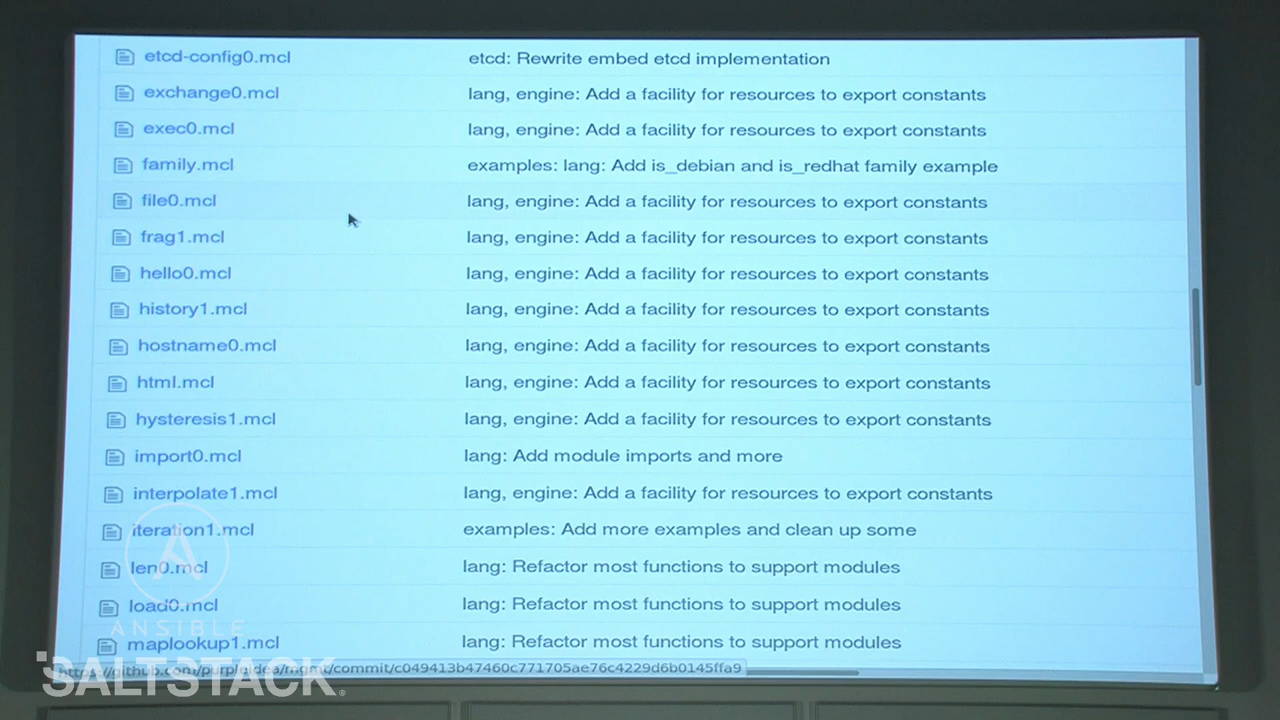 etcd-config0.mcl etcd: Rewrite embed etcd implementation
exchange0.mcl lang, engine: Add a facility for resources to export constants
exec0.mcl lang, engine: Add a facility for resources to export constants
family.mcl examples: lang: Add is_debian and is_redhat family example
file0.mcl lang, engine: Add a facility for resources to export constants
frag1.mcl lang, engine: Add a facility for resources to export constants
hello0.mcl lang, engine: Add a facility for resources to export constants
history1.mcl lang, engine: Add a facility for resources to export constants
hostname0.mcl lang, engine: Add a facility for resources to export constants
html.mcl lang, engine: Add a facility for resources to export constants
hysteresis1.mcl lang, engine: Add a facility for resources to export constants
import0.mcl lang: Add module imports and more
interpolate1.mcl lang, engine: Add a facility for resources to export constants
iteration1.mcl examples: Add more examples and clean up some
len0.mcl lang: Refactor most functions to support modules
load0.mcl lang: Refactor most functions to support modules
ANSIBLE
maplookup1.mcl lang: Refactor most functions to support modules
https://github.com/purpleidea/mgmt/commit/c049413b47460c771705ae76c4229d6b0145ffa9
SALTSTACK®